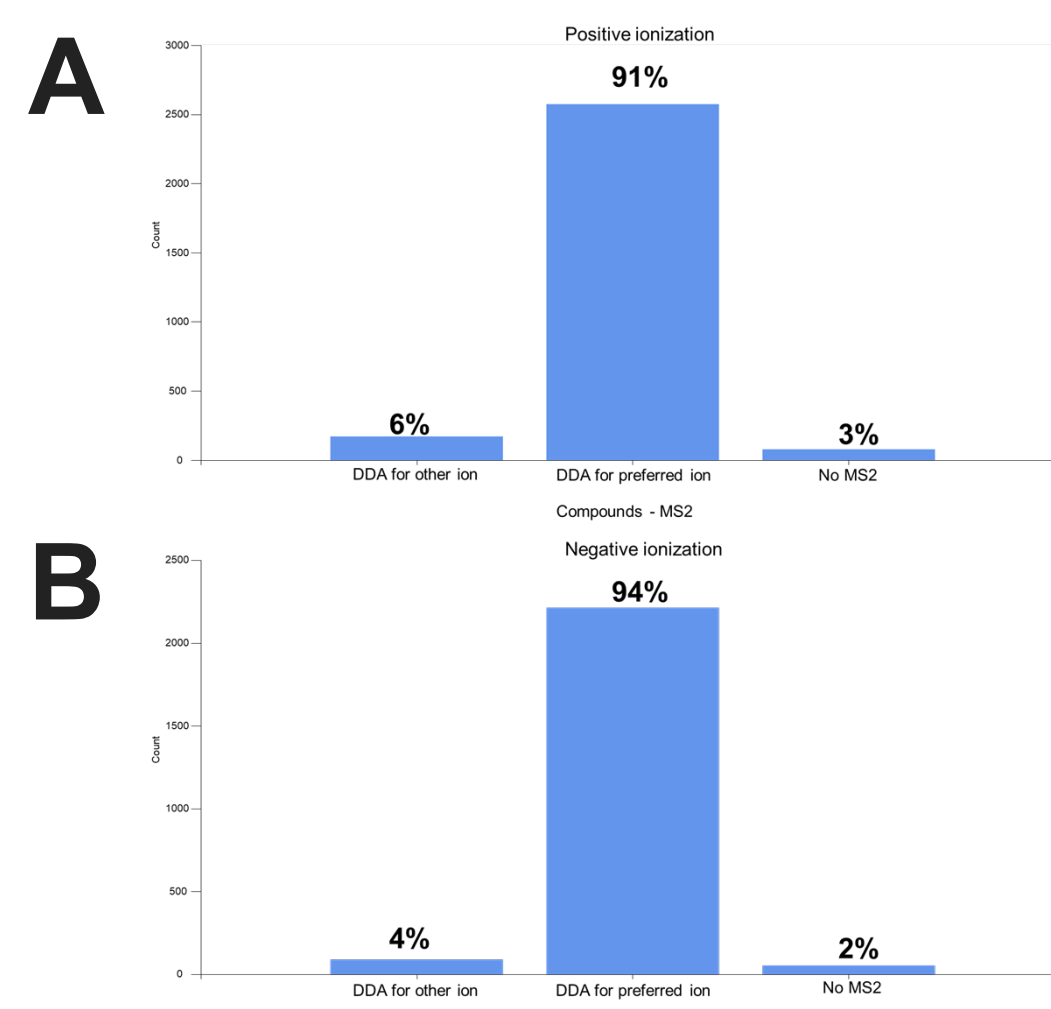 A
Positive ionization
3000
91%
2500
2000
Count
1500
1000
500
6%
3%
0
DDA for other ion
DDA for preferred ion
No MS2
Compounds - MS2
B
Negative ionization
2500
94%
2000
1500
Count
1000
500
4%
2%
0
DDA for other ion
DDA for preferred ion
No MS2